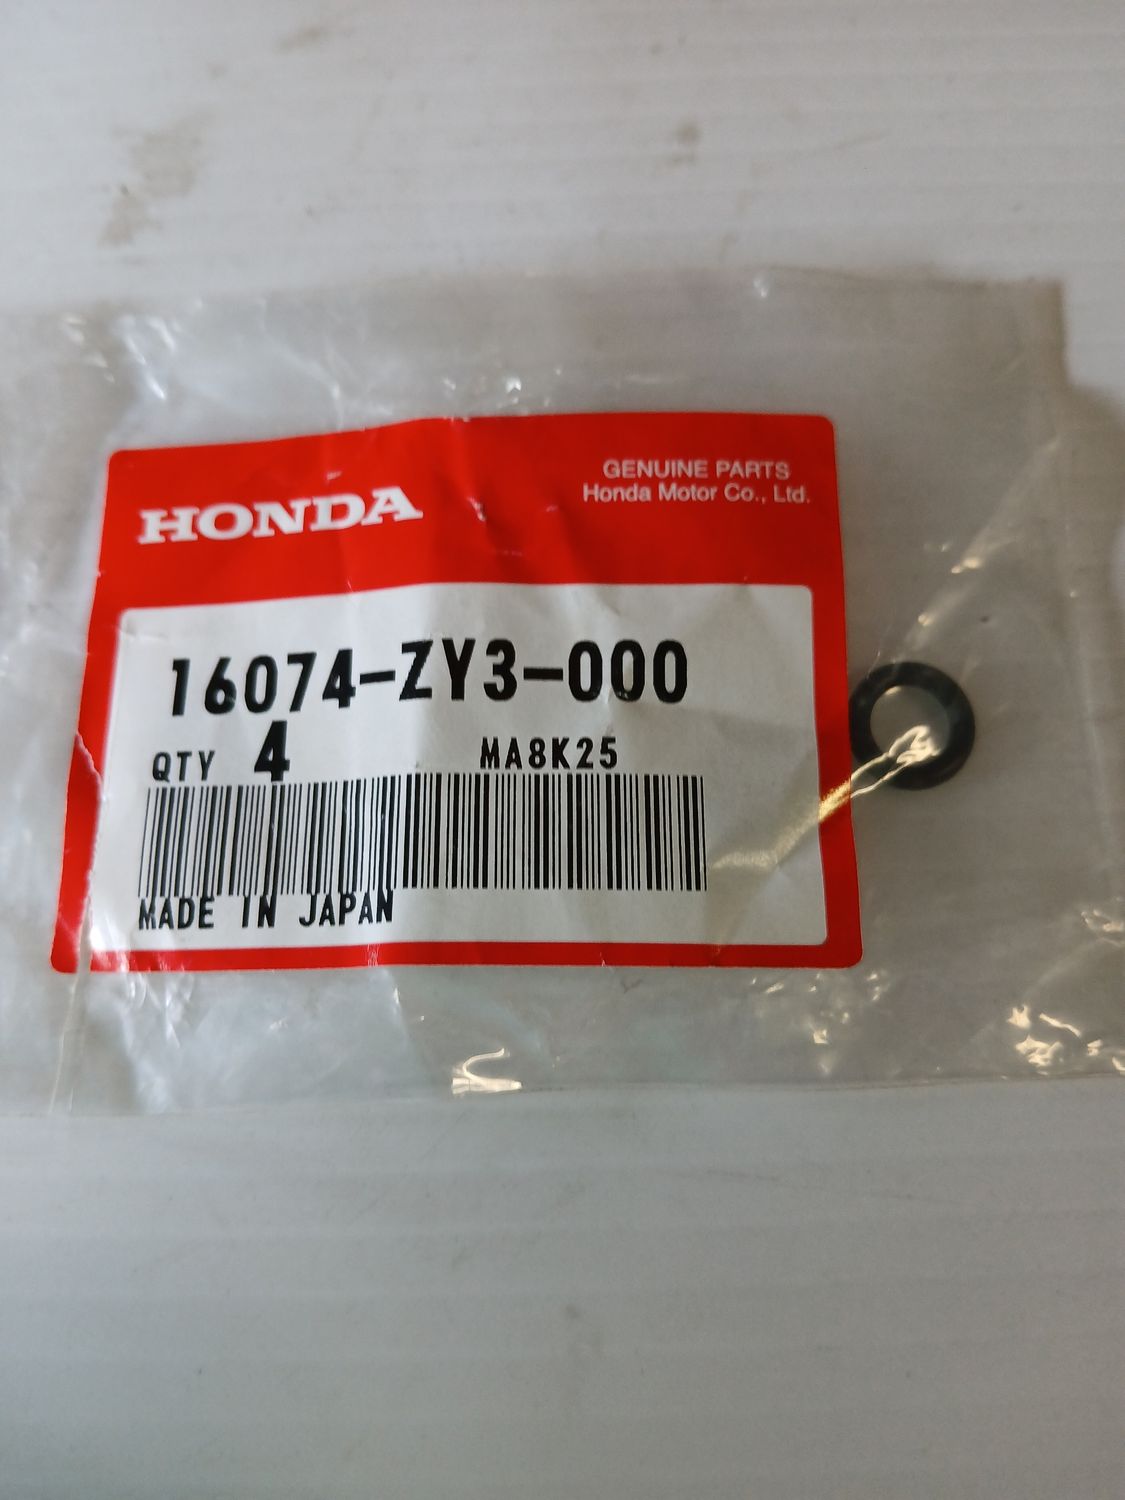 HONDA
GENUINE PARTS
Honda Motor Co., Ltd.
16074-ZY3-000
QTY 4 MA8K25
MADE IN JAPAN